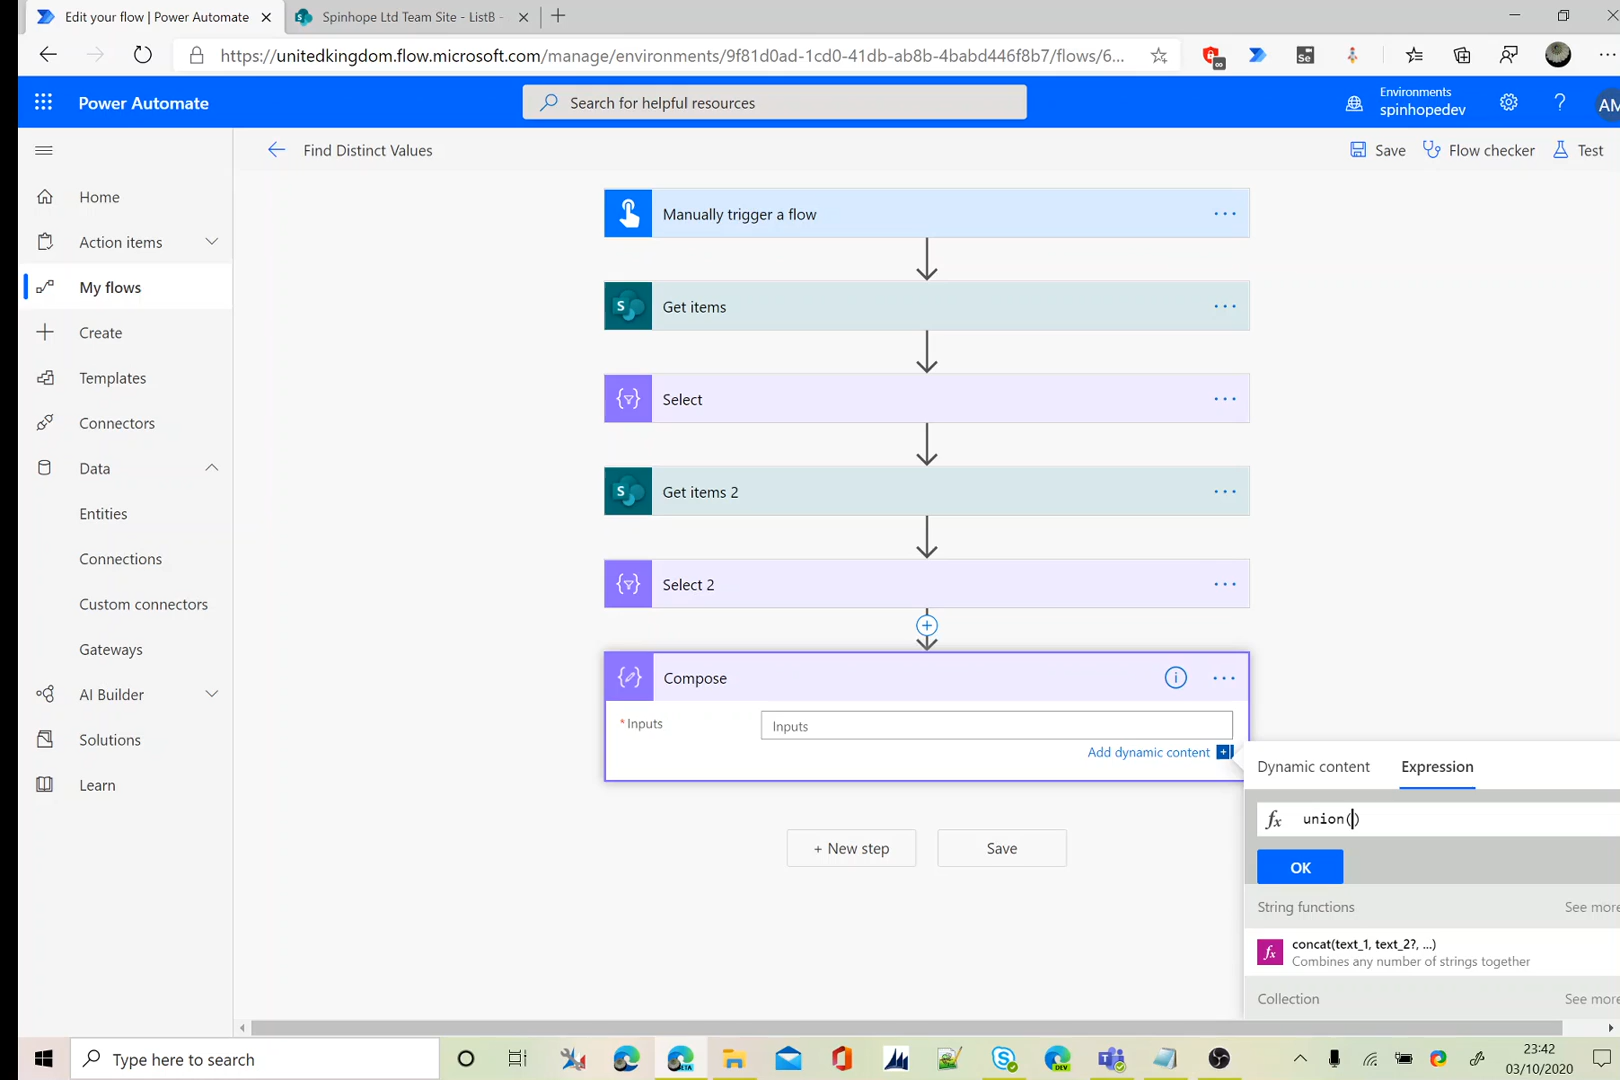 Edit your flow | Power Automate
Spinhope Ltd Team Site - ListB -
https://unitedkingdom.flow.microsoft.com/manage/environments/9f81d0ad-1cd0-41db-ab8b-4babd446f8b7/flows/6...
Power Automate
Search for helpful resources
Environments
spinhopedev
AM
Find Distinct Values
Save
Flow checker
Test
Home
Action items
My flows
Create
Templates
Connectors
Data
Entities
Connections
Custom connectors
Gateways
AI Builder
Solutions
Learn
Manually trigger a flow
Get items
Select
Get items 2
Select 2
Compose
* Inputs
Inputs
Add dynamic content
+ New step
Save
Dynamic content
Expression
fx union()
OK
String functions
See more
fx concat(text_1, text_2?, ...)
Combines any number of strings together
Collection
See more
Type here to search
BETA
DEV
23:42
03/10/2020